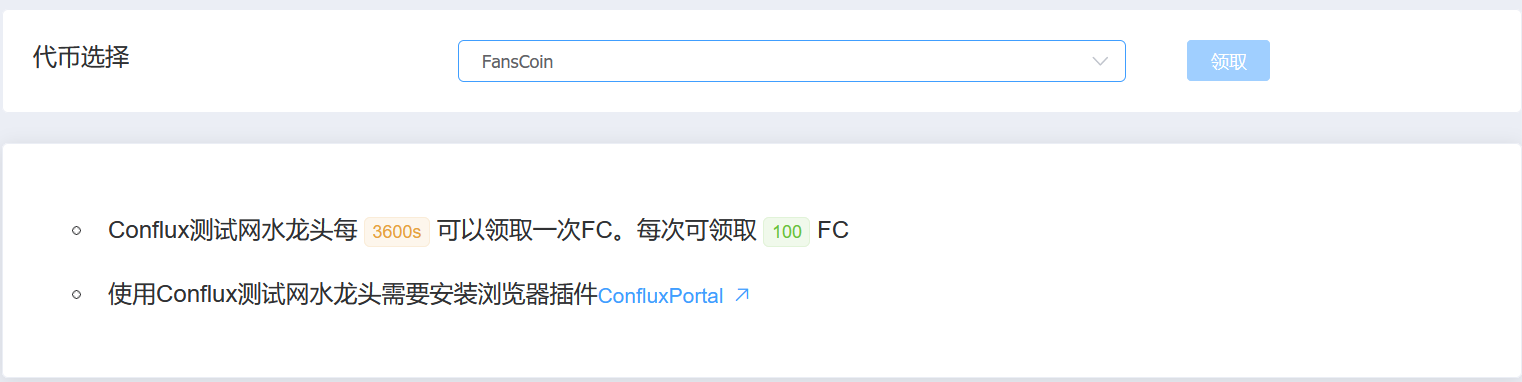 代币选择 FansCoin 领取
Conflux测试网水龙头每 3600s 可以领取一次FC。每次可领取 100 FC
使用Conflux测试网水龙头需要安装浏览器插件ConfluxPortal